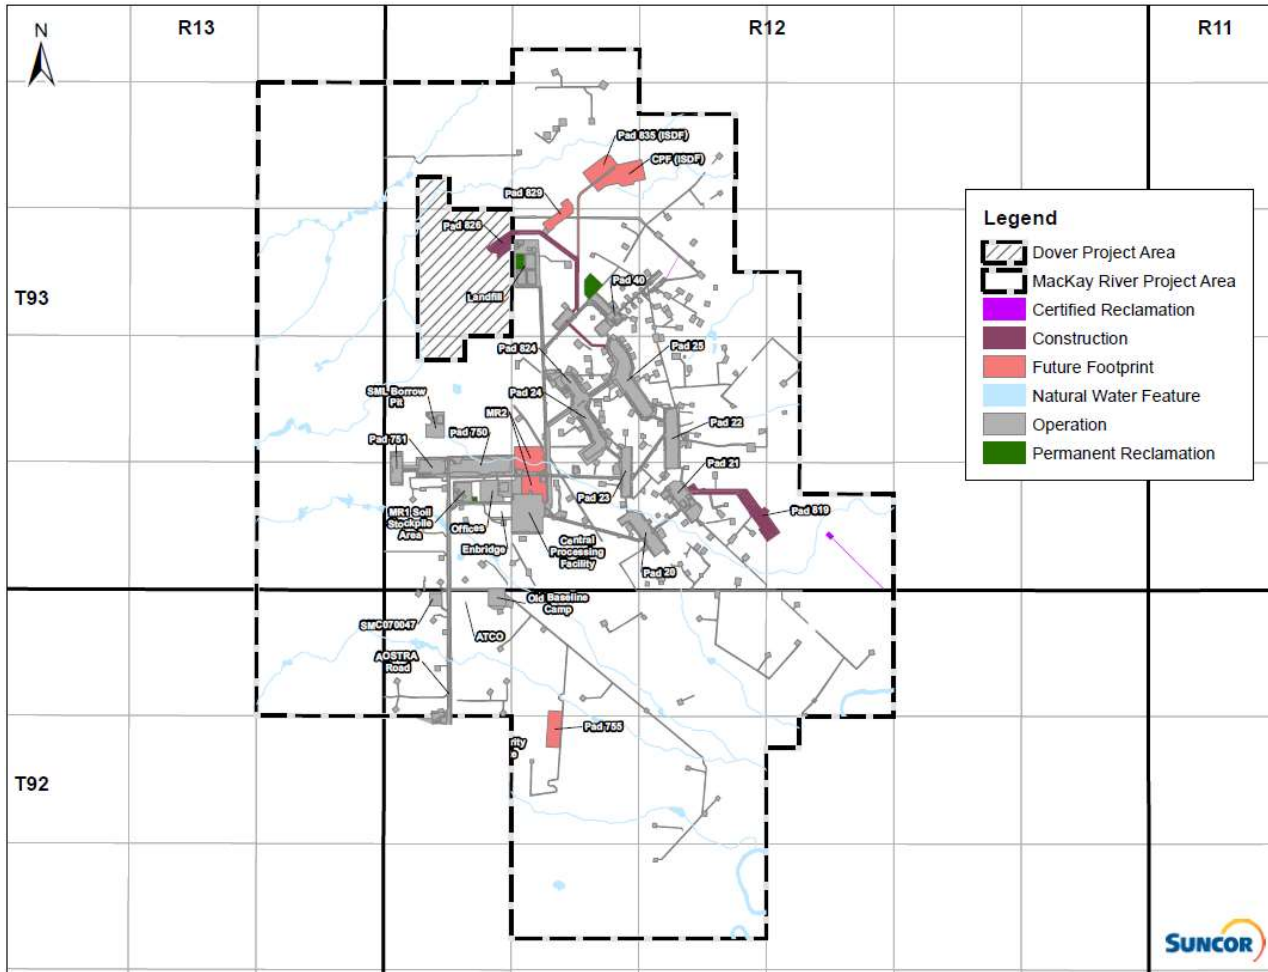 N
R13
R12
R11
Pad 835 (ISDF)
CPF (ISDF)
Pad 829
Pad 826
Legend
Dover Project Area
MacKay River Project Area
Certified Reclamation
Construction
Future Footprint
Natural Water Feature
Operation
Permanent Reclamation
T93
Landfill
Pad 40
Pad 824
Pad 25
Pad 24
SML Borrow
Pit
MR2
Pad 22
Pad 751
Pad 750
Pad 21
Pad 23
MR1 Soil
Stockpile
Area
Offices
Enbridge
Central
Processing
Facility
Pad 819
Pad 20
Old Baseline
Camp
SMC070047
ATCO
AOSTRA
Road
Pad 755
T92
SUNCOR